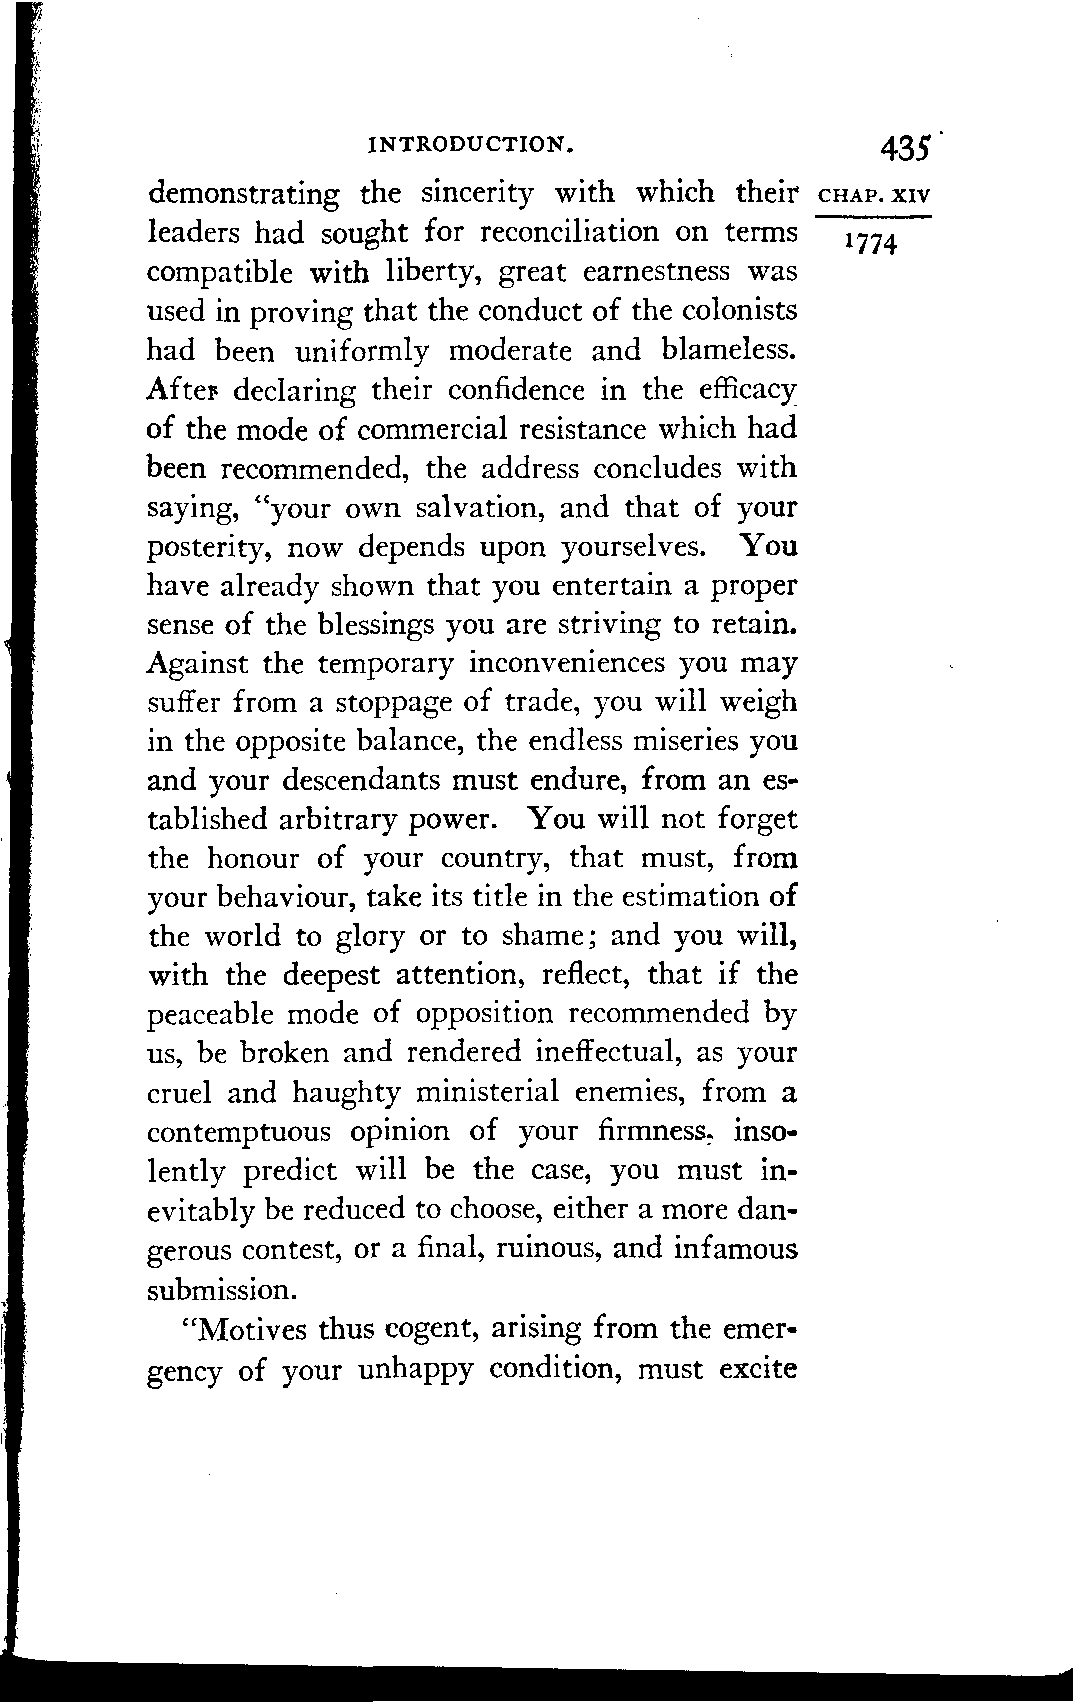 INTRODUCTION. 435
demonstrating the sincerity with which their CHAP. XIV
leaders had sought for reconciliation on terms 1774
compatible with liberty, great earnestness was
used in proving that the conduct of the colonists
had been uniformly moderate and blameless.
After declaring their confidence in the efficacy
of the mode of commercial resistance which had
been recommended, the address concludes with
saying, "your own salvation, and that of your
posterity, now depends upon yourselves. You
have already shown that you entertain a proper
sense of the blessings you are striving to retain.
Against the temporary inconveniences you may
suffer from a stoppage of trade, you will weigh
in the opposite balance, the endless miseries you
and your descendants must endure, from an es-
tablished arbitrary power. You will not forget
the honour of your country, that must, from
your behaviour, take its title in the estimation of
the world to glory or to shame; and you will,
with the deepest attention, reflect, that if the
peaceable mode of opposition recommended by
us, be broken and rendered ineffectual, as your
cruel and haughty ministerial enemies, from a
contemptuous opinion of your firmness, inso-
lently predict will be the case, you must in-
evitably be reduced to choose, either a more dan-
gerous contest, or a final, ruinous, and infamous
submission.
"Motives thus cogent, arising from the emer-
gency of your unhappy condition, must excite